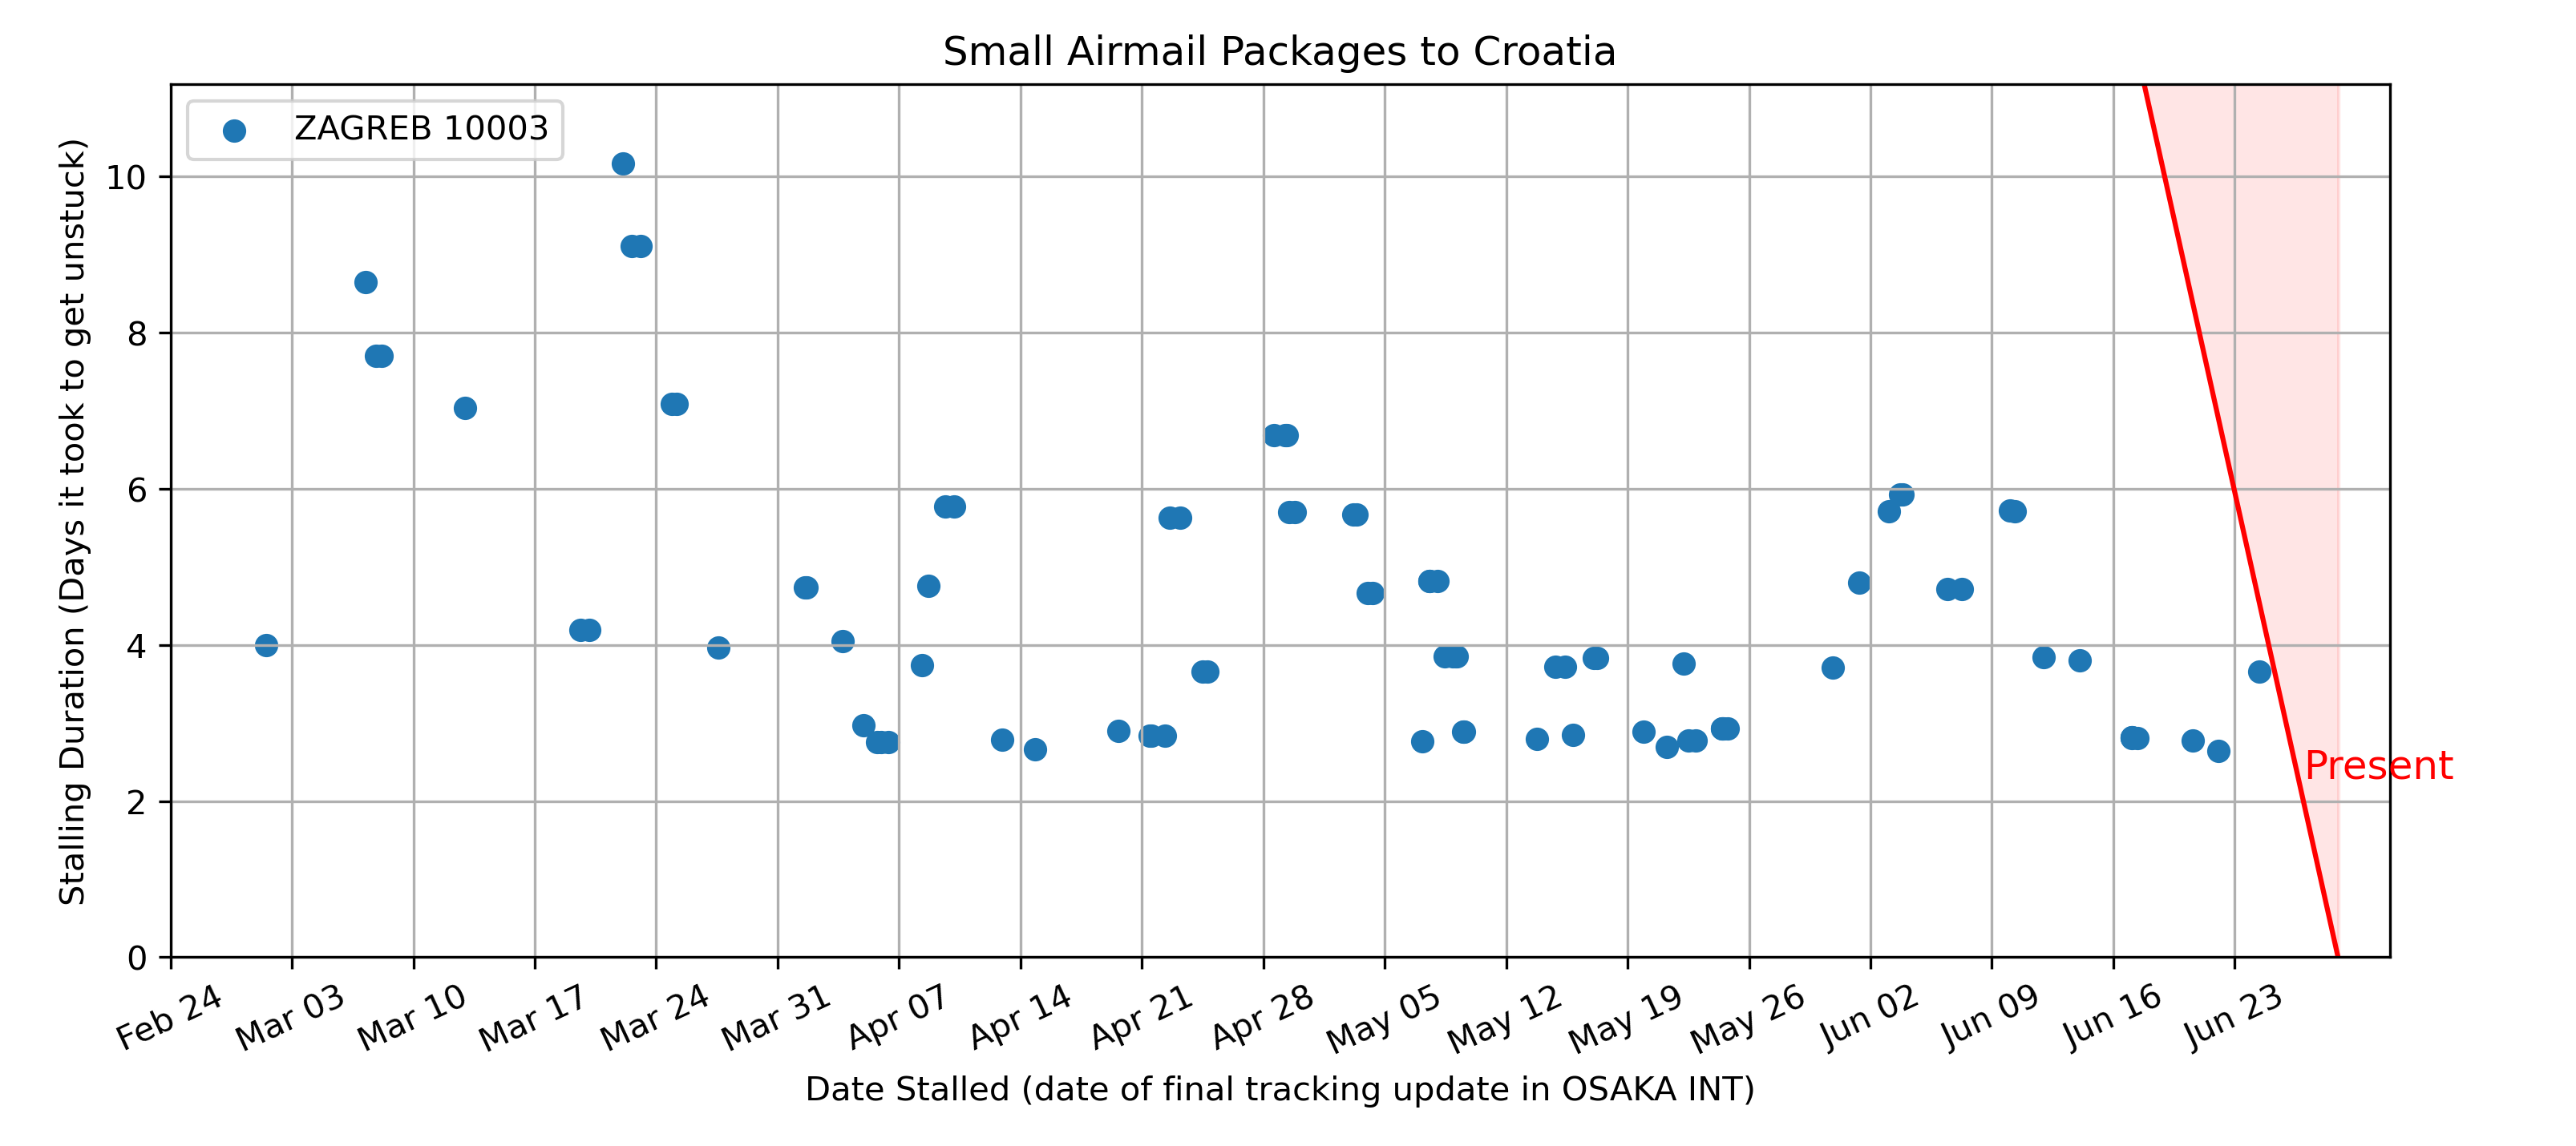 Small Airmail Packages to Croatia
ZAGREB 10003
Stalling Duration (Days it took to get unstuck)
10
8
6
4
2
0
Present
Feb 24
Mar 03
Mar 10
Mar 17
Mar 24
Mar 31
Apr 07
Apr 14
Apr 21
Apr 28
May 05
May 12
May 19
May 26
Jun 02
Jun 09
Jun 16
Jun 23
Date Stalled (date of final tracking update in OSAKA INT)